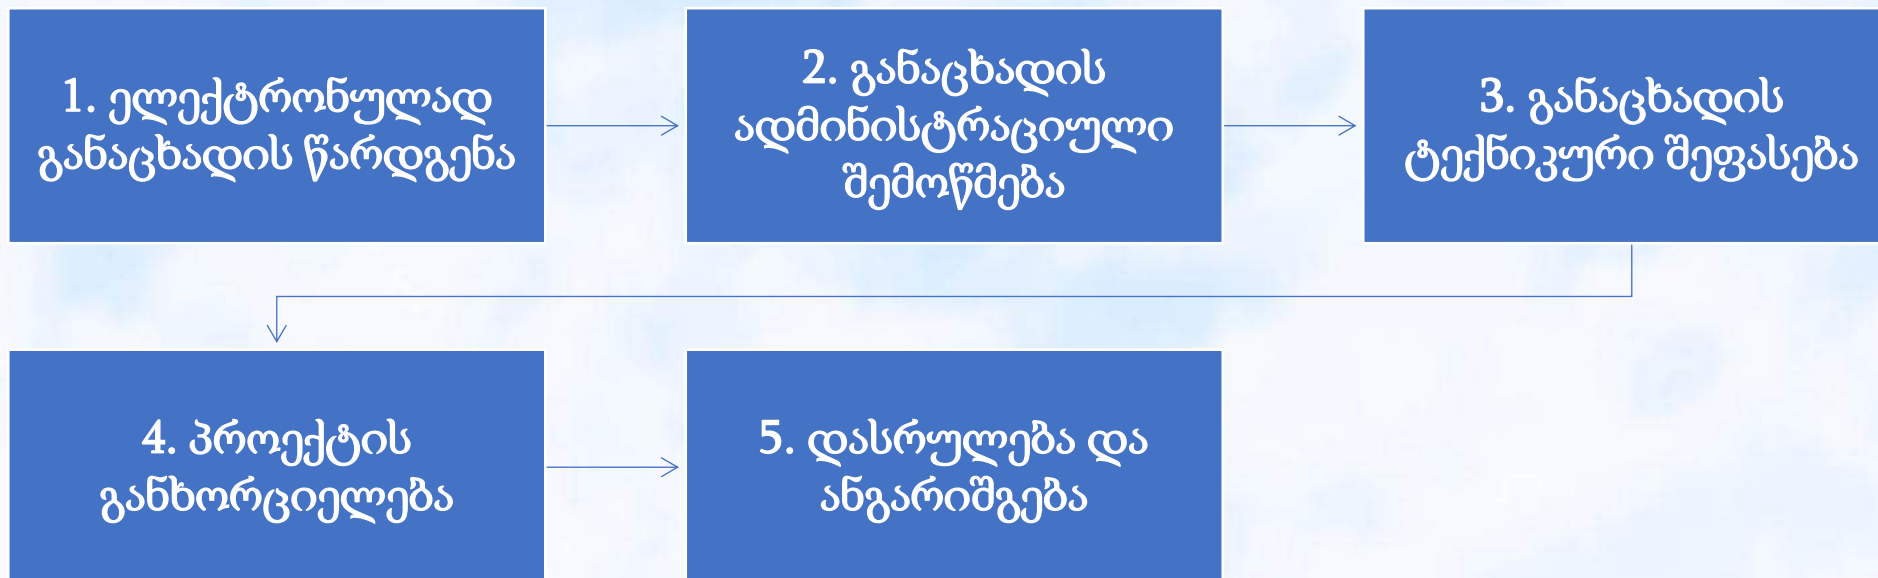 1. ელექტრონულად
განაცხადის წარდგენა
2. განაცხადის
ადმინისტრაციული
შემოწმება
3. განაცხადის
ტექნიკური შეფასება
4. პროექტის
განხორციელება
5. დასრულება და
ანგარიშგება